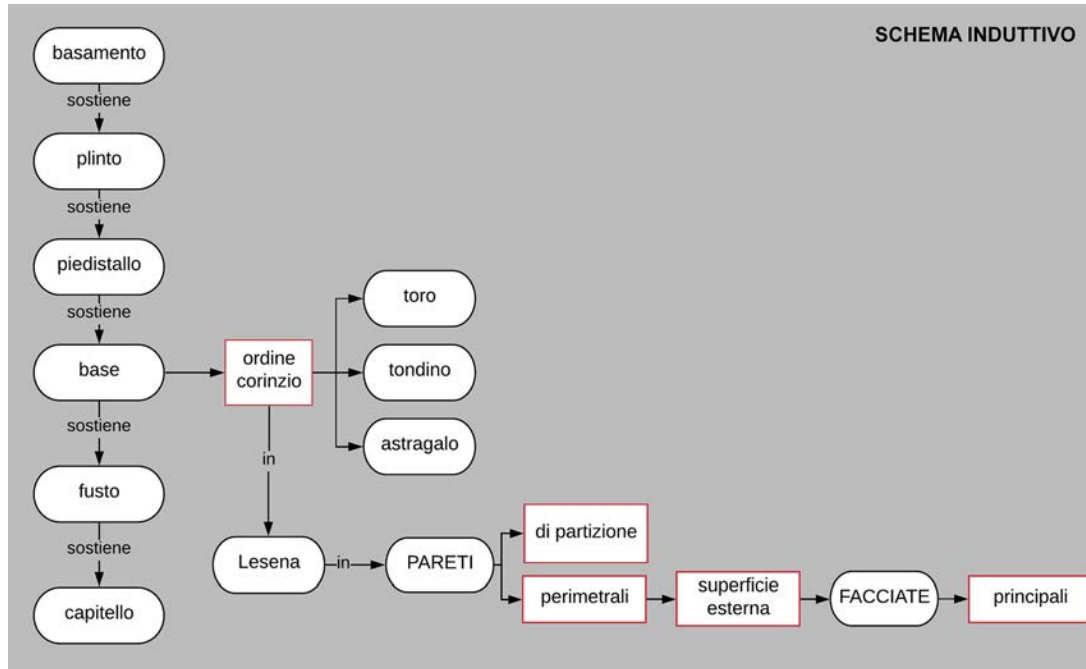 SCHEMA INDUTTIVO
basamento
sostiene
plinto
sostiene
piedistallo
sostiene
base
sostiene
fusto
sostiene
capitello
ordine
corinzio
toro
tondino
astragalo
in
Lesena
in
PARETI
di partizione
perimetrali
superficie
esterna
FACCIATE
principali